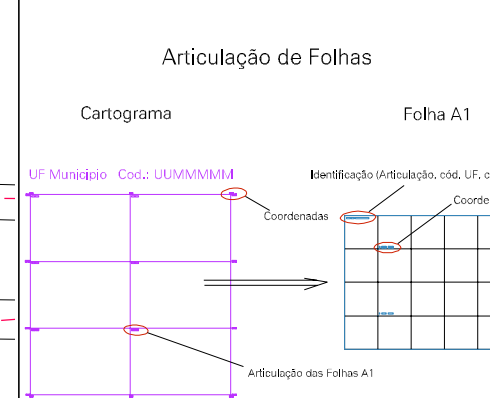 Articulação de Folhas
Cartograma
Folha A1
UF Municipio Cod.: UUMMMMM
Identificação (Articulação, cód, UF, c
Coorde
Coordenadas
Articulação das Folhas A1